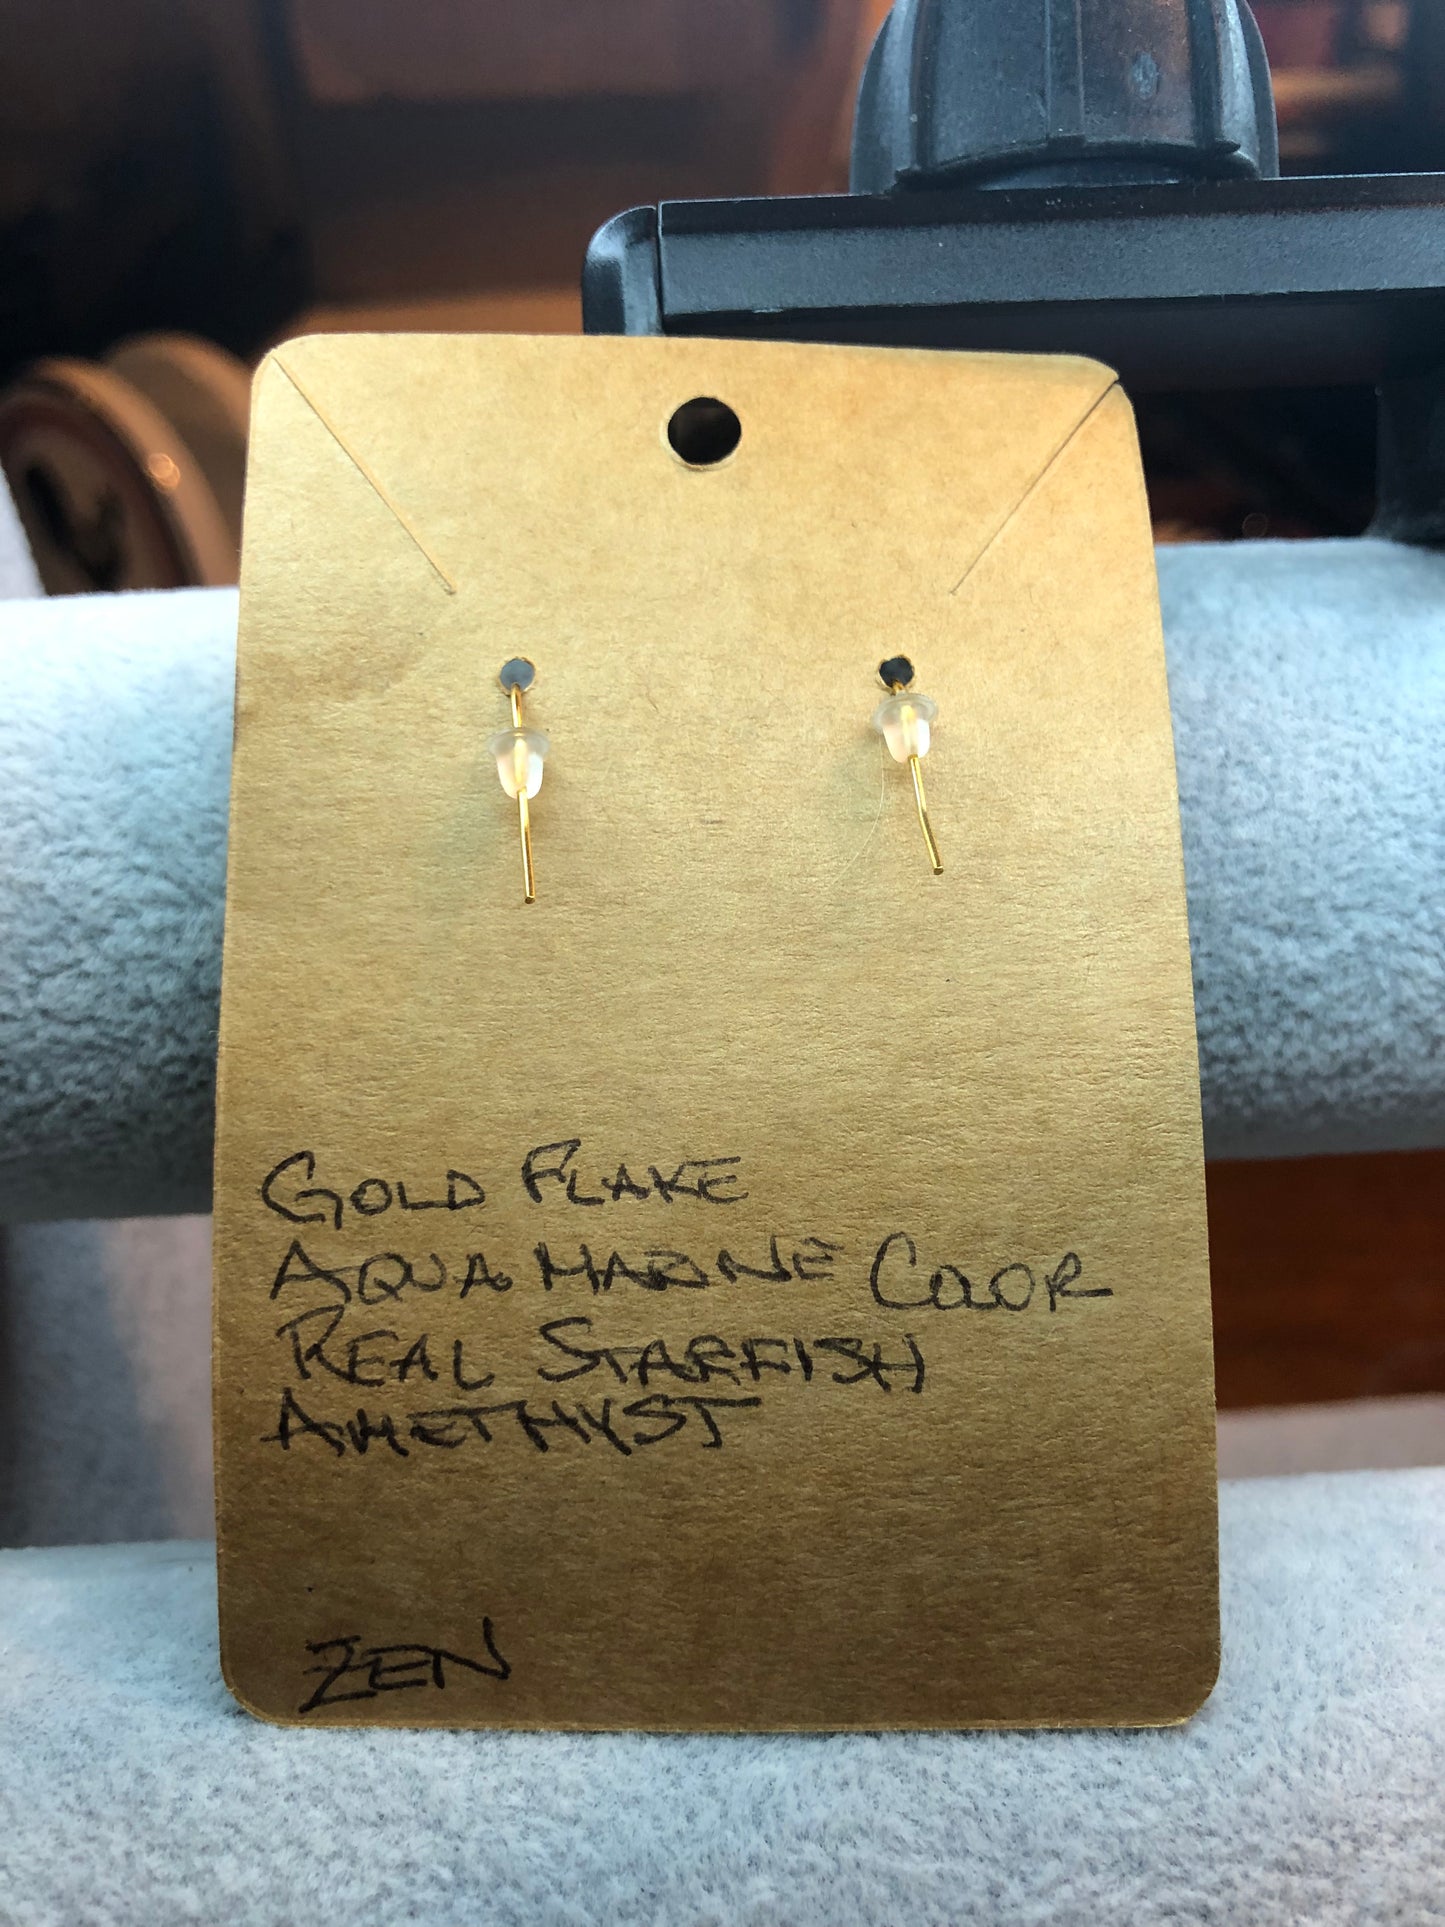 GOLD FLAKE
AQUA MARINE COLOR
REAL STARFISH
AMETHYST
ZEN